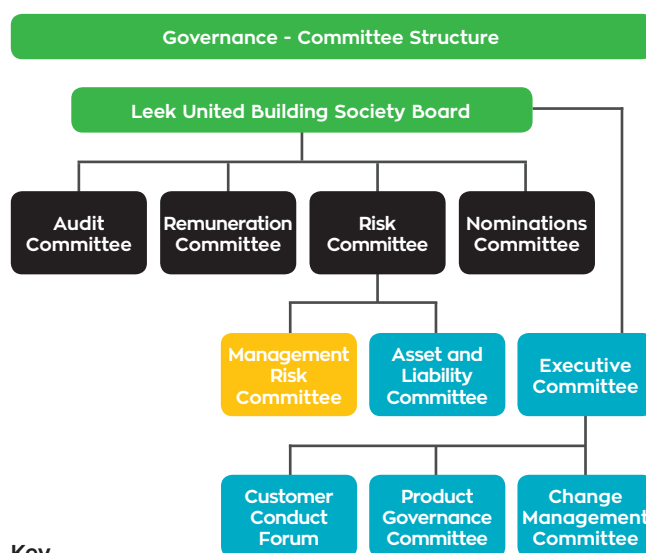 Governance - Committee Structure
Leek United Building Society Board
Audit
Committee
Remuneration
Committee
Risk
Committee
Nominations
Committee
Management
Risk
Committee
Asset and
Liability
Committee
Executive
Committee
Customer
Conduct
Forum
Product
Governance
Committee
Change
Management
Committee
Key